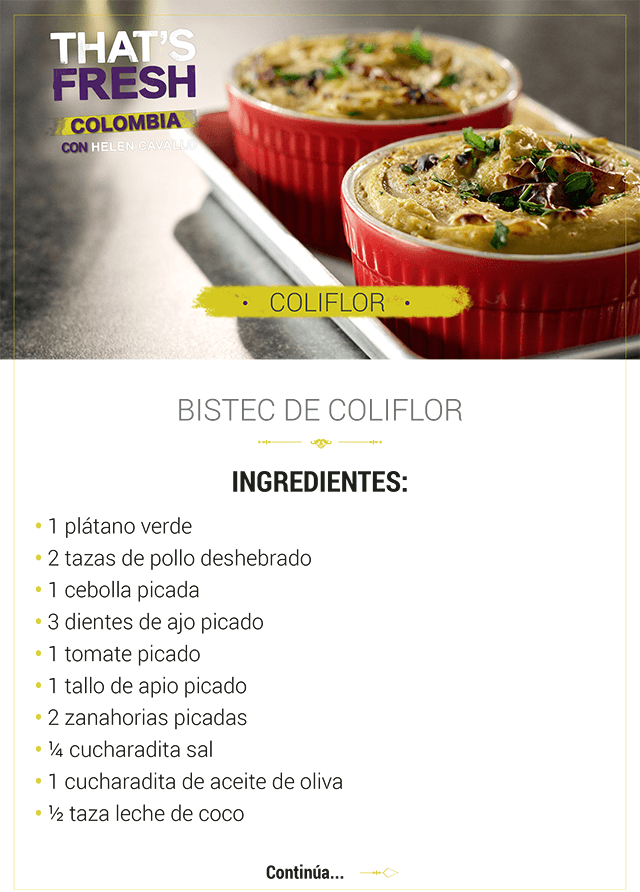 THAT'S
FRESH
COLOMBIA
CON HELEN CAVALLO
• COLIFLOR •
BISTEC DE COLIFLOR
INGREDIENTES:
• 1 plátano verde
• 2 tazas de pollo deshebrado
• 1 cebolla picada
• 3 dientes de ajo picado
• 1 tomate picado
• 1 tallo de apio picado
• 2 zanahorias picadas
• ¼ cucharadita sal
• 1 cucharadita de aceite de oliva
• ½ taza leche de coco
Continúa...